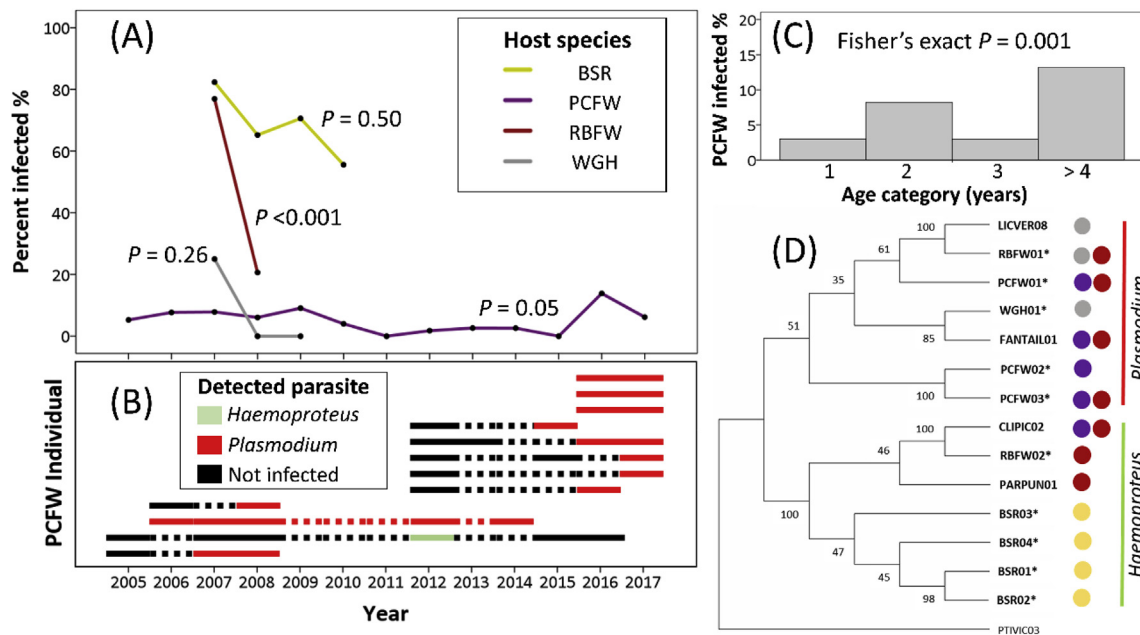 (A)
Percent infected %
100
80
60
40
20
0
Host species
BSR
PCFW
RBFW
WGH
P = 0.50
P <0.001
P = 0.26
P = 0.05
(B)
PCFW Individual
Detected parasite
Haemoproteus
Plasmodium
Not infected
2005 2006 2007 2008 2009 2010 2011 2012 2013 2014 2015 2016 2017
Year
(C)
Fisher's exact P = 0.001
PCFW infected %
20
15
10
5
0
1 2 3 > 4
Age category (years)
(D)
LICVER08
RBFW01*
PCFW01*
WGH01*
FANTAIL01
PCFW02*
PCFW03*
CLIPIC02
RBFW02*
PARPUN01
BSR03*
BSR04*
BSR01*
BSR02*
PTIVIC03
100
61
35
85
51
100
100
46
100
47
45
98
Plasmodium
Haemoproteus